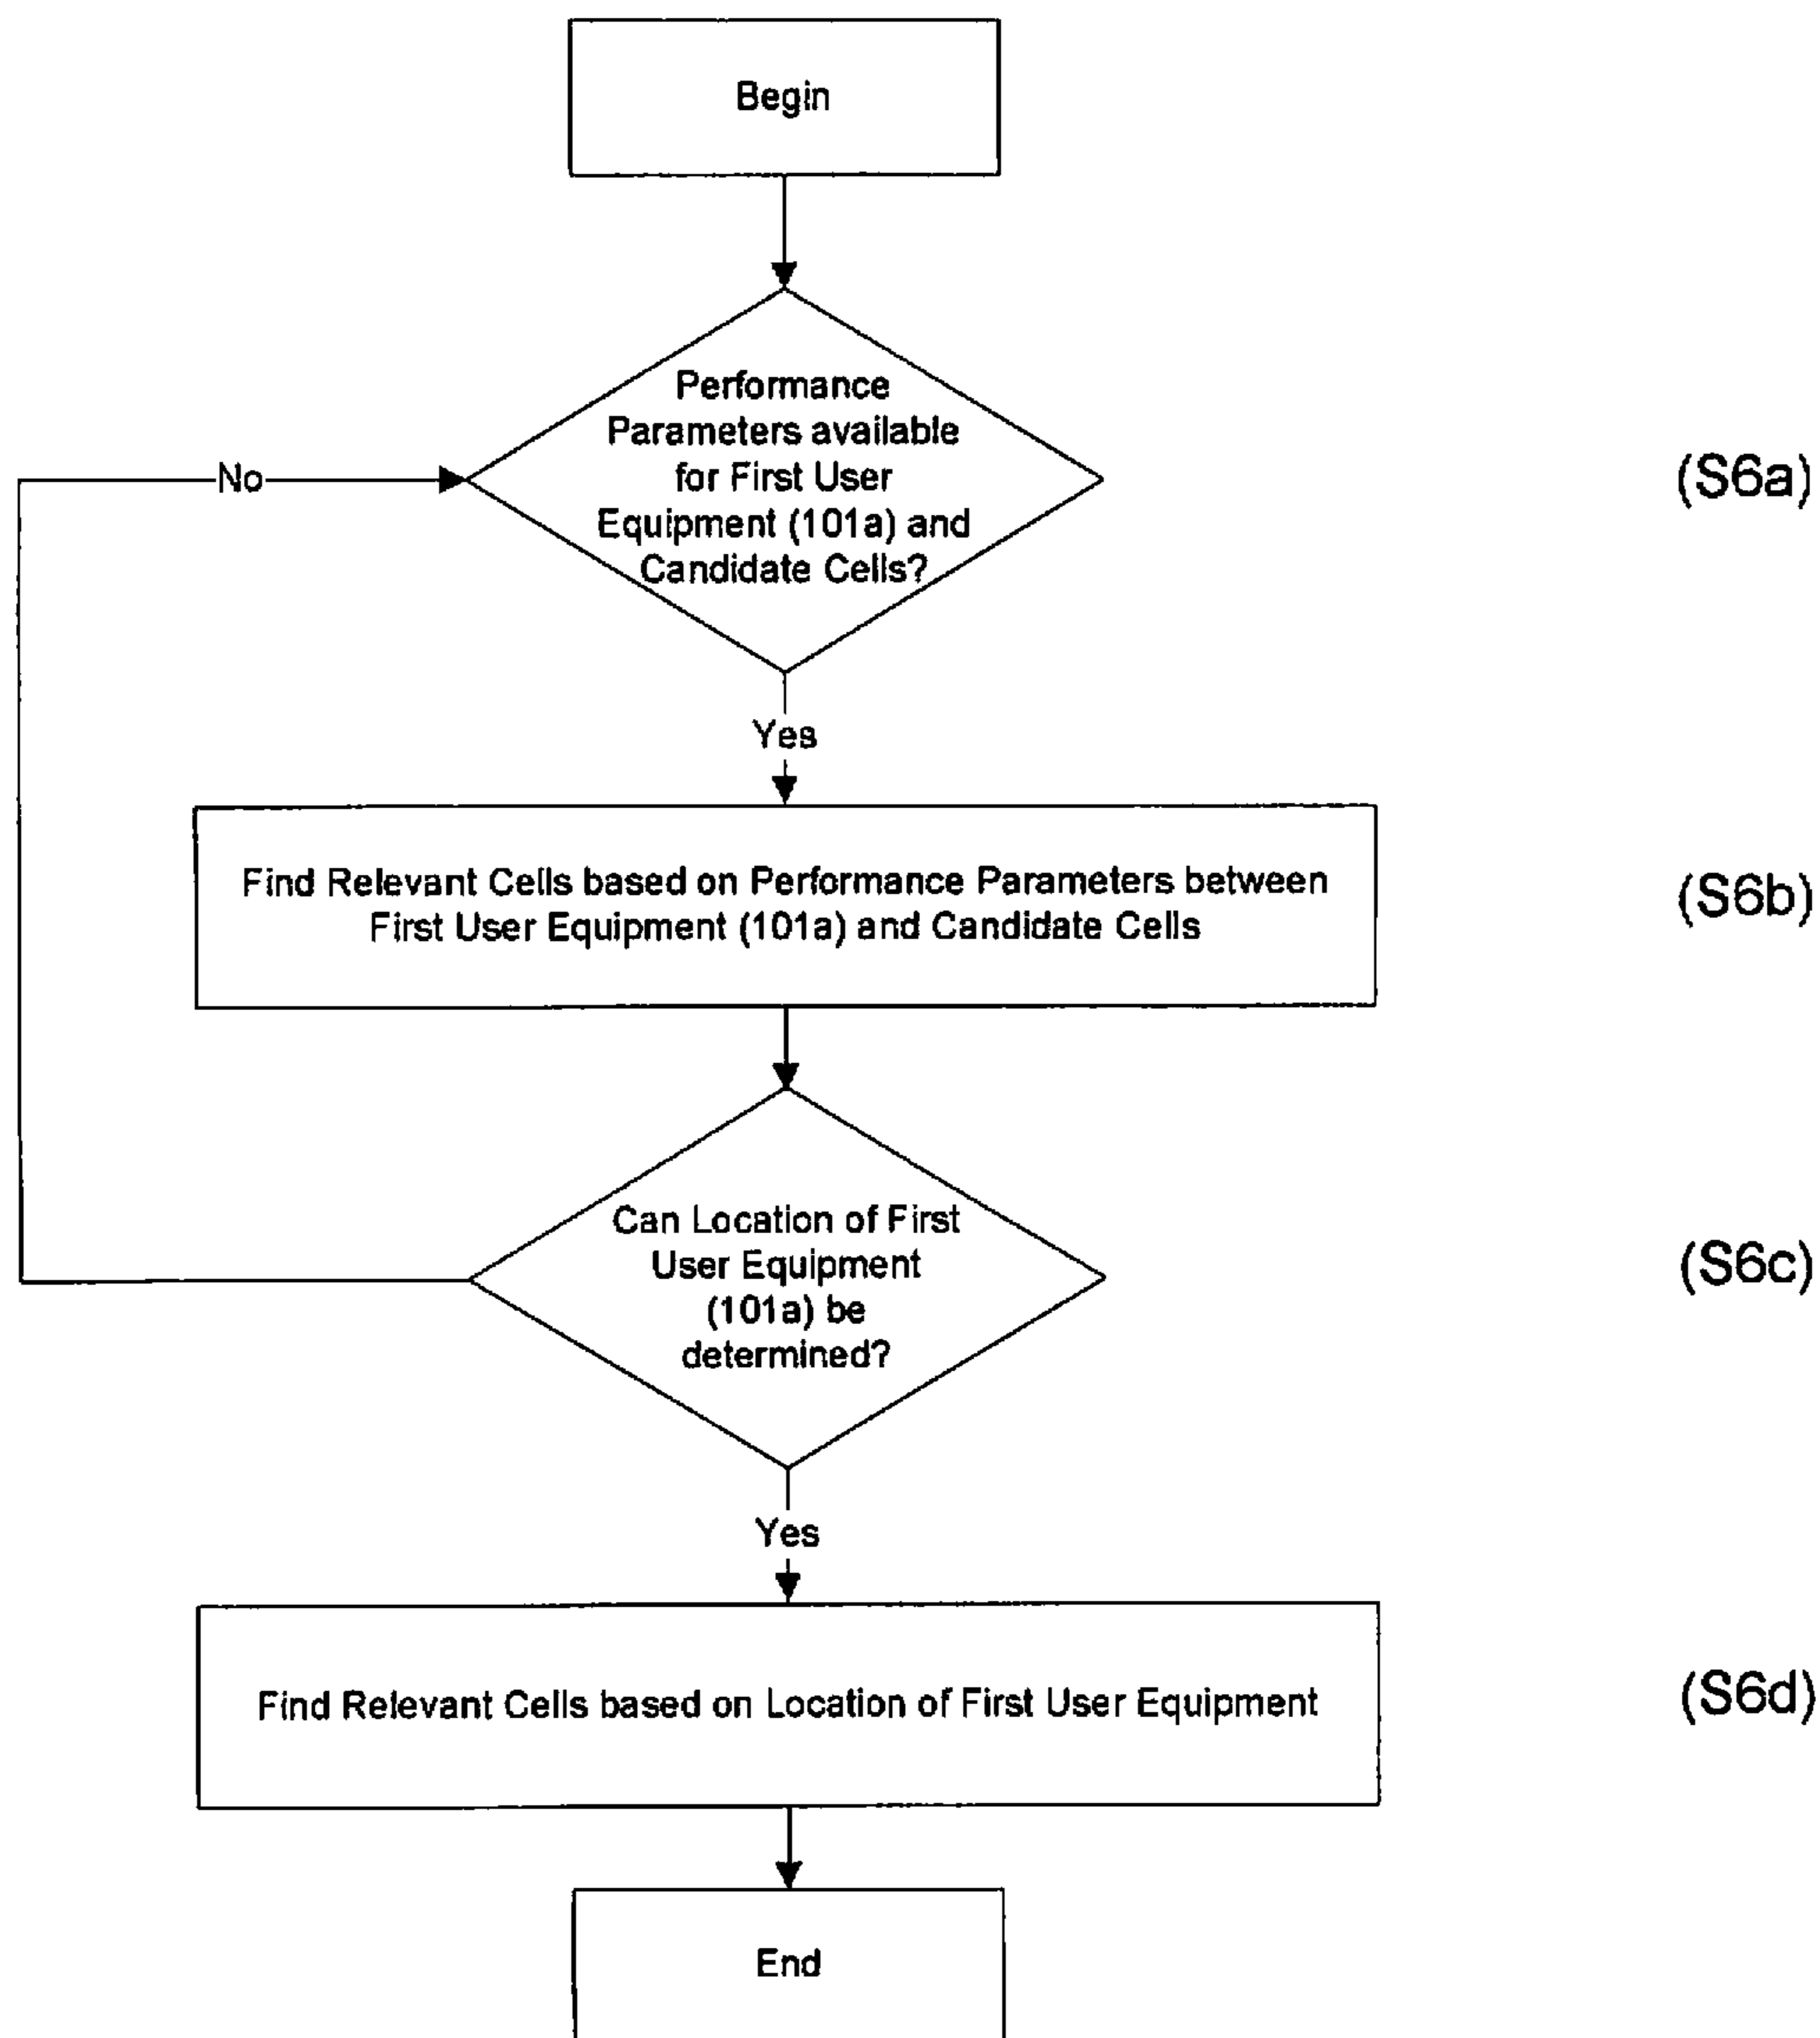 Begin
Performance
Parameters available
for First User
Equipment (101a) and
Candidate Cells?
(S6a)
No
Yes
Find Relevant Cells based on Performance Parameters between
First User Equipment (101a) and Candidate Cells
(S6b)
Can Location of First
User Equipment
(101a) be
determined?
(S6c)
Yes
Find Relevant Cells based on Location of First User Equipment
(S6d)
End